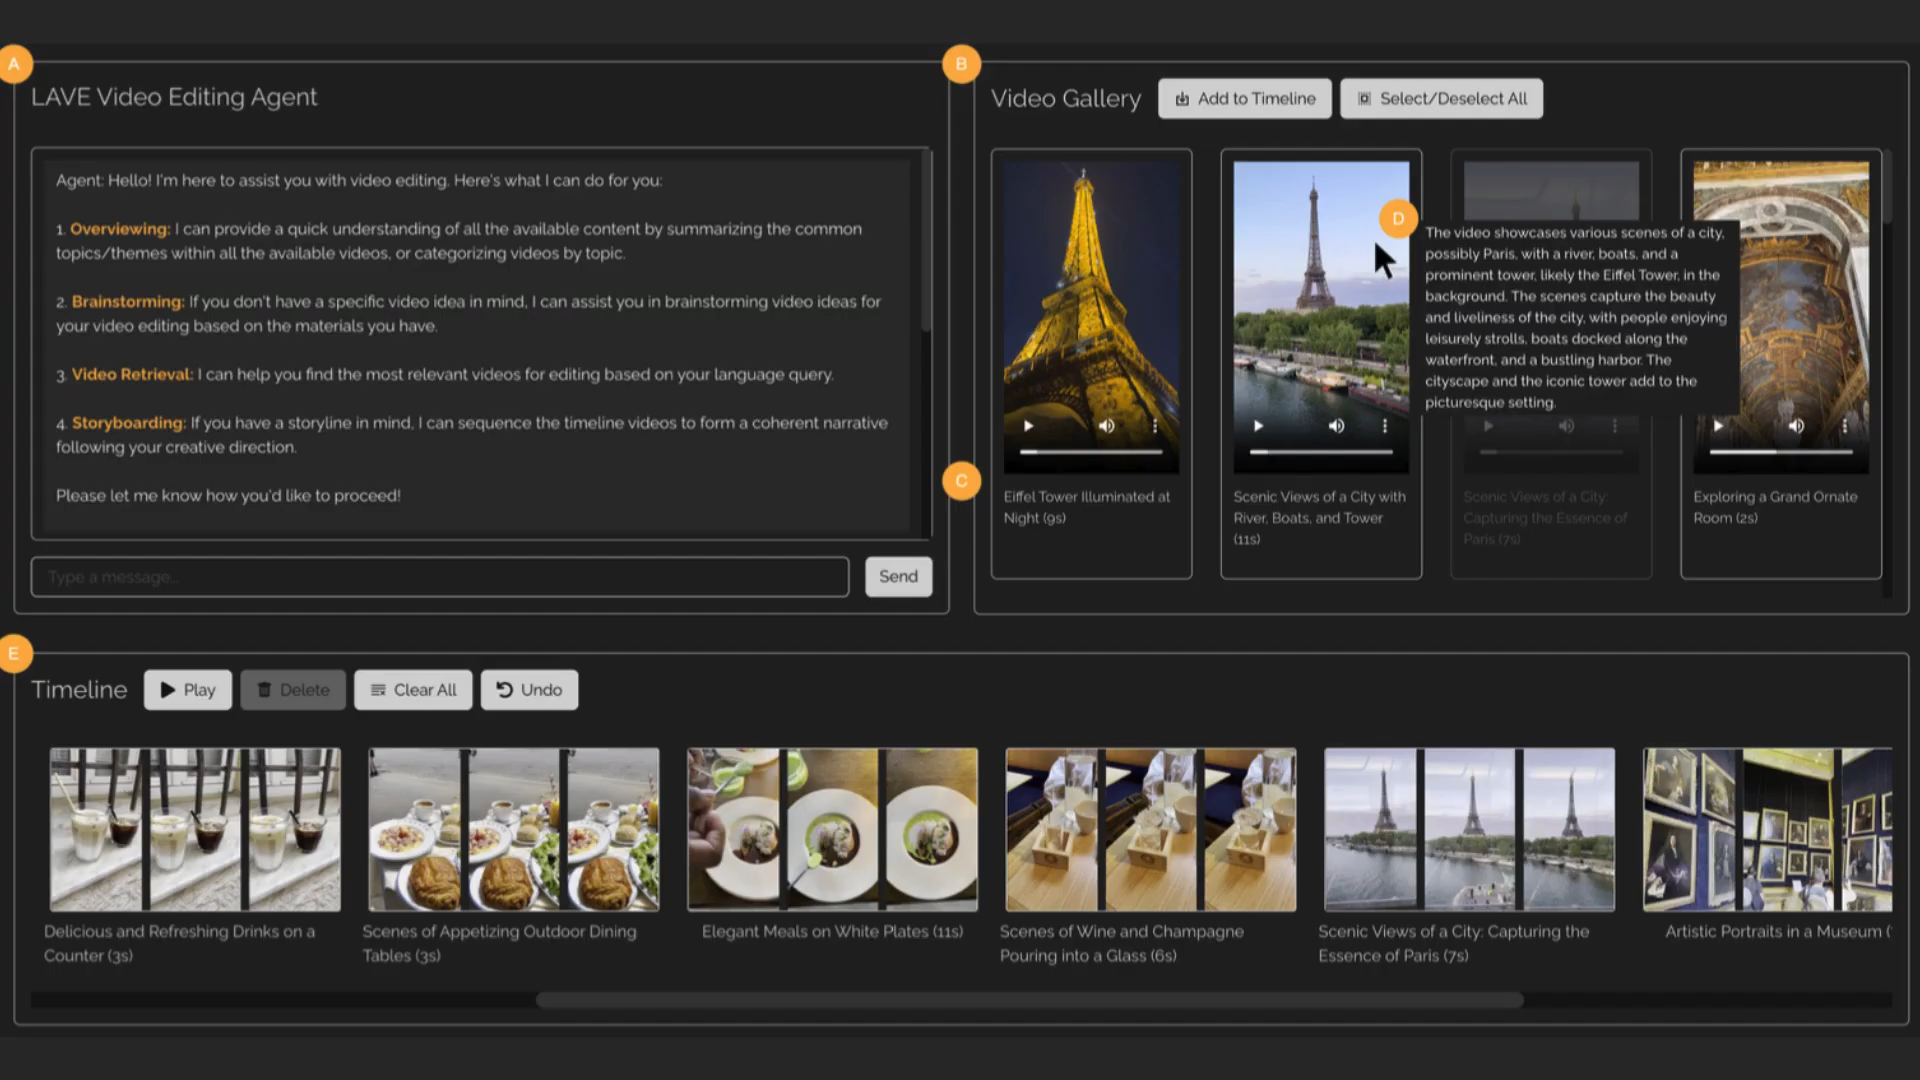 A
LAVE Video Editing Agent
Agent: Hello! I'm here to assist you with video editing. Here's what I can do for you:
1. Overviewing: I can provide a quick understanding of all the available content by summarizing the common
topics/themes within all the available videos, or categorizing videos by topic.
2. Brainstorming: If you don't have a specific video idea in mind, I can assist you in brainstorming video ideas for
your video editing based on the materials you have.
3. Video Retrieval: I can help you find the most relevant videos for editing based on your language query.
4. Storyboarding: If you have a storyline in mind, I can sequence the timeline videos to form a coherent narrative
following your creative direction.
Please let me know how you'd like to proceed!
Type a message...
Send
B
Video Gallery
Add to Timeline
Select/Deselect All
D
The video showcases various scenes of a city,
possibly Paris, with a river, boats, and a
prominent tower, likely the Eiffel Tower, in the
background. The scenes capture the beauty
and liveliness of the city, with people enjoying
leisurely strolls, boats docked along the
waterfront, and a bustling harbor. The
cityscape and the iconic tower add to the
picturesque setting.
C
Eiffel Tower Illuminated at
Night (9s)
Scenic Views of a City with
River, Boats, and Tower
(11s)
Scenic Views of a City:
Capturing the Essence of
Paris (7s)
Exploring a Grand Ornate
Room (2s)
E
Timeline
Play
Delete
Clear All
Undo
Delicious and Refreshing Drinks on a
Counter (3s)
Scenes of Appetizing Outdoor Dining
Tables (3s)
Elegant Meals on White Plates (11s)
Scenes of Wine and Champagne
Pouring into a Glass (6s)
Scenic Views of a City: Capturing the
Essence of Paris (7s)
Artistic Portraits in a Museum (